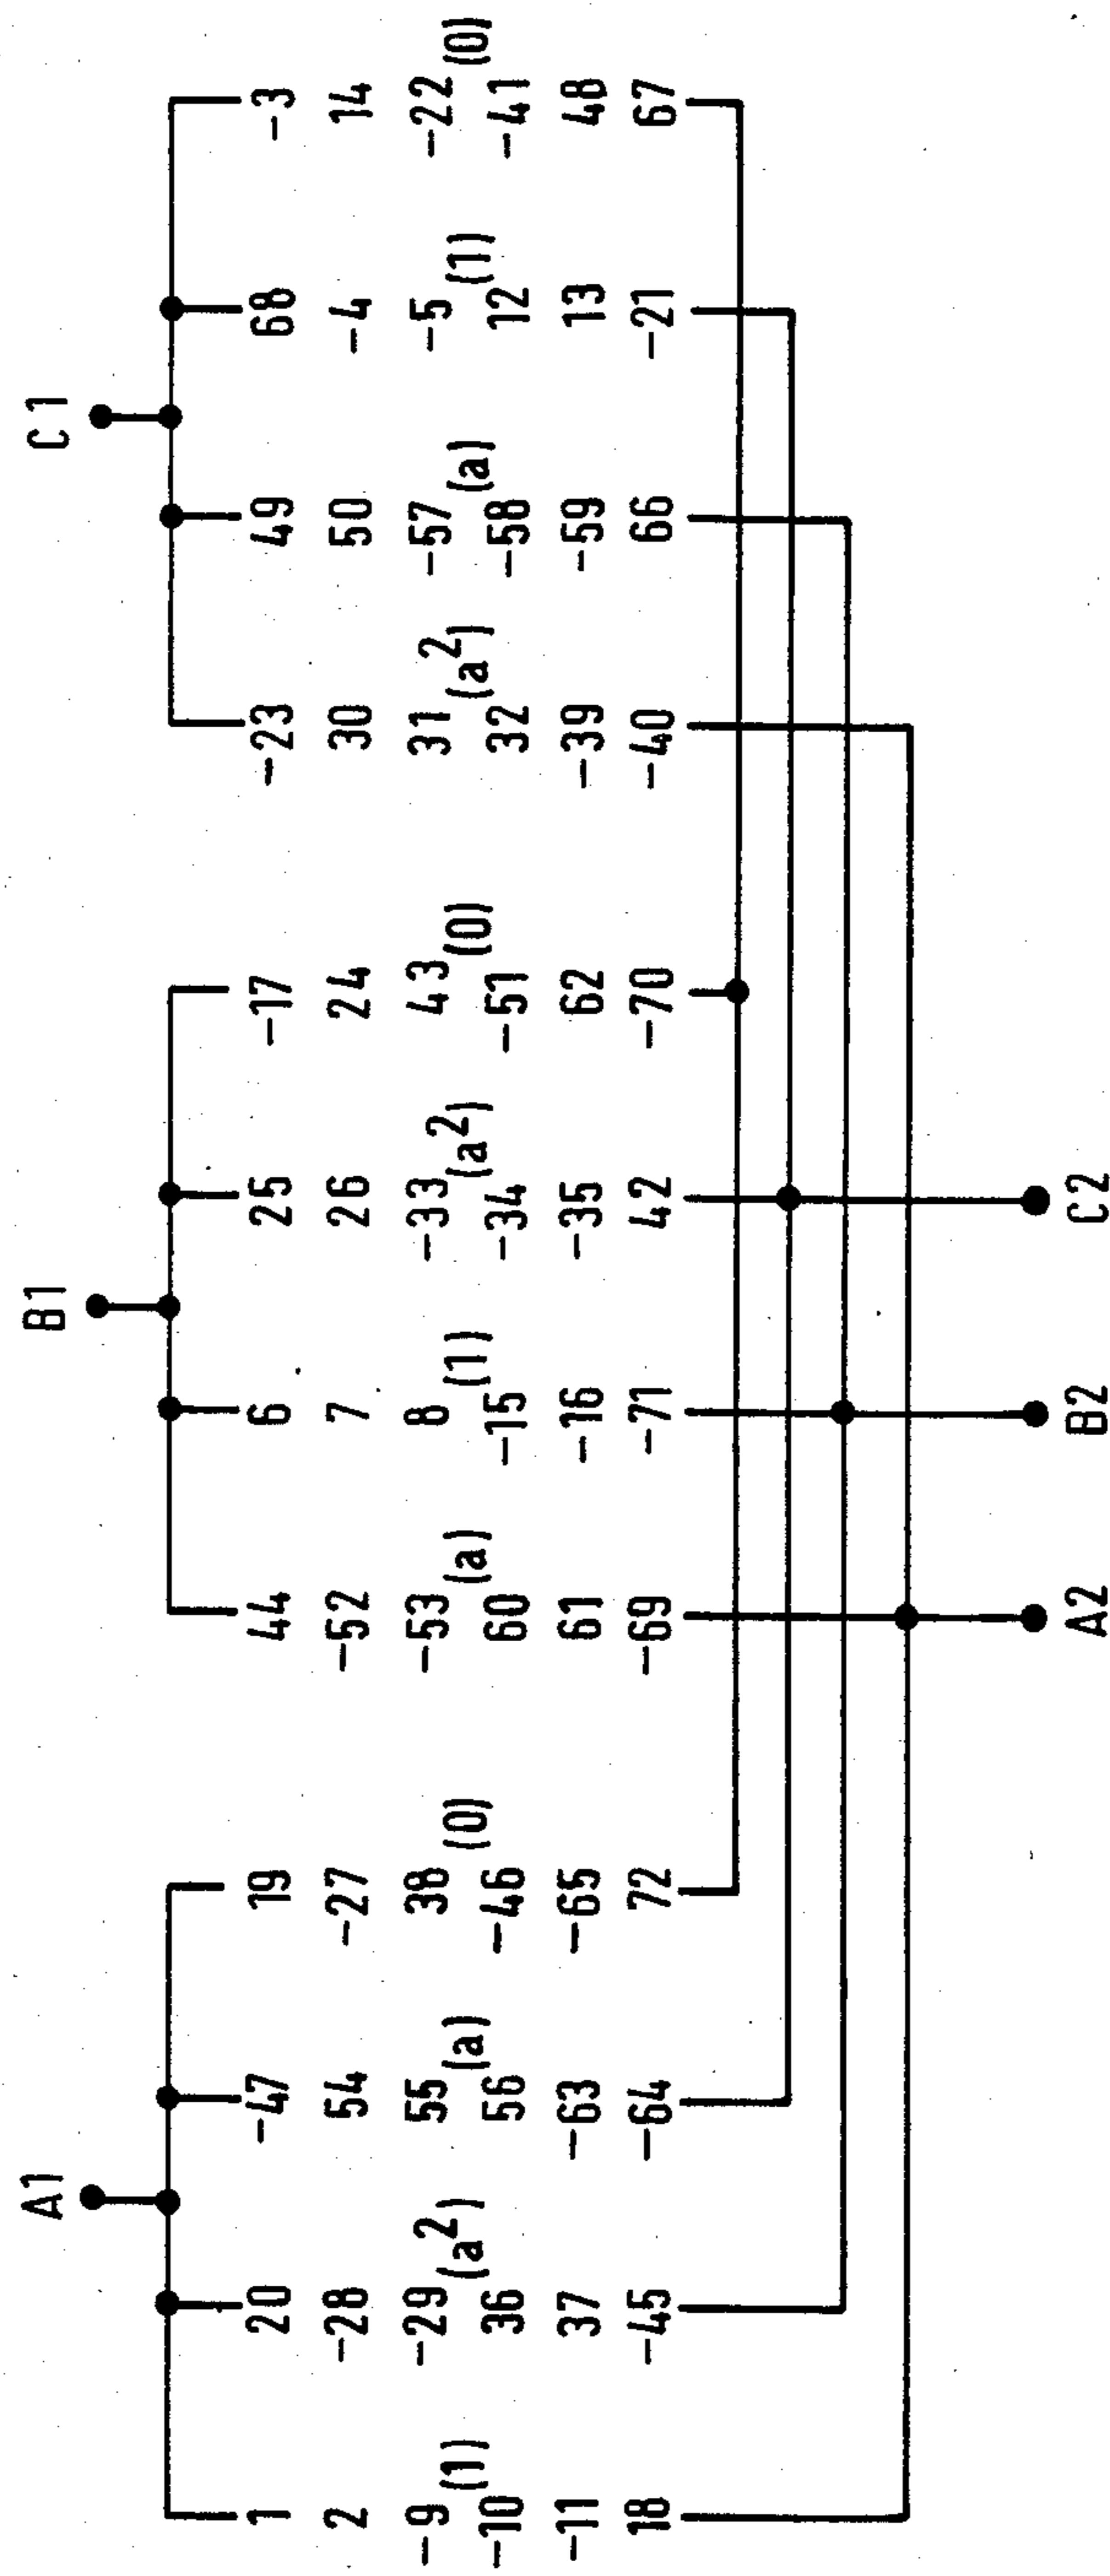 A1 B1 C1
1 20 -47 19 44 6 25 -17 -23 49 68 -3
2 -28 54 -27 -52 7 26 24 30 50 -4 14
-9 -29 55 38 -53 8 -33 43 31 -57 -5 -22
(1) (a²) (a) (0) (a) (1) (a²) (0) (a²) (a) (1) (0)
-10 36 56 -46 60 -15 -34 -51 32 -58 12 -41
-11 37 -63 -65 61 -16 -35 62 -39 -59 13 48
18 -45 -64 72 -69 -71 42 -70 -40 66 -21 67
A2 B2 C2